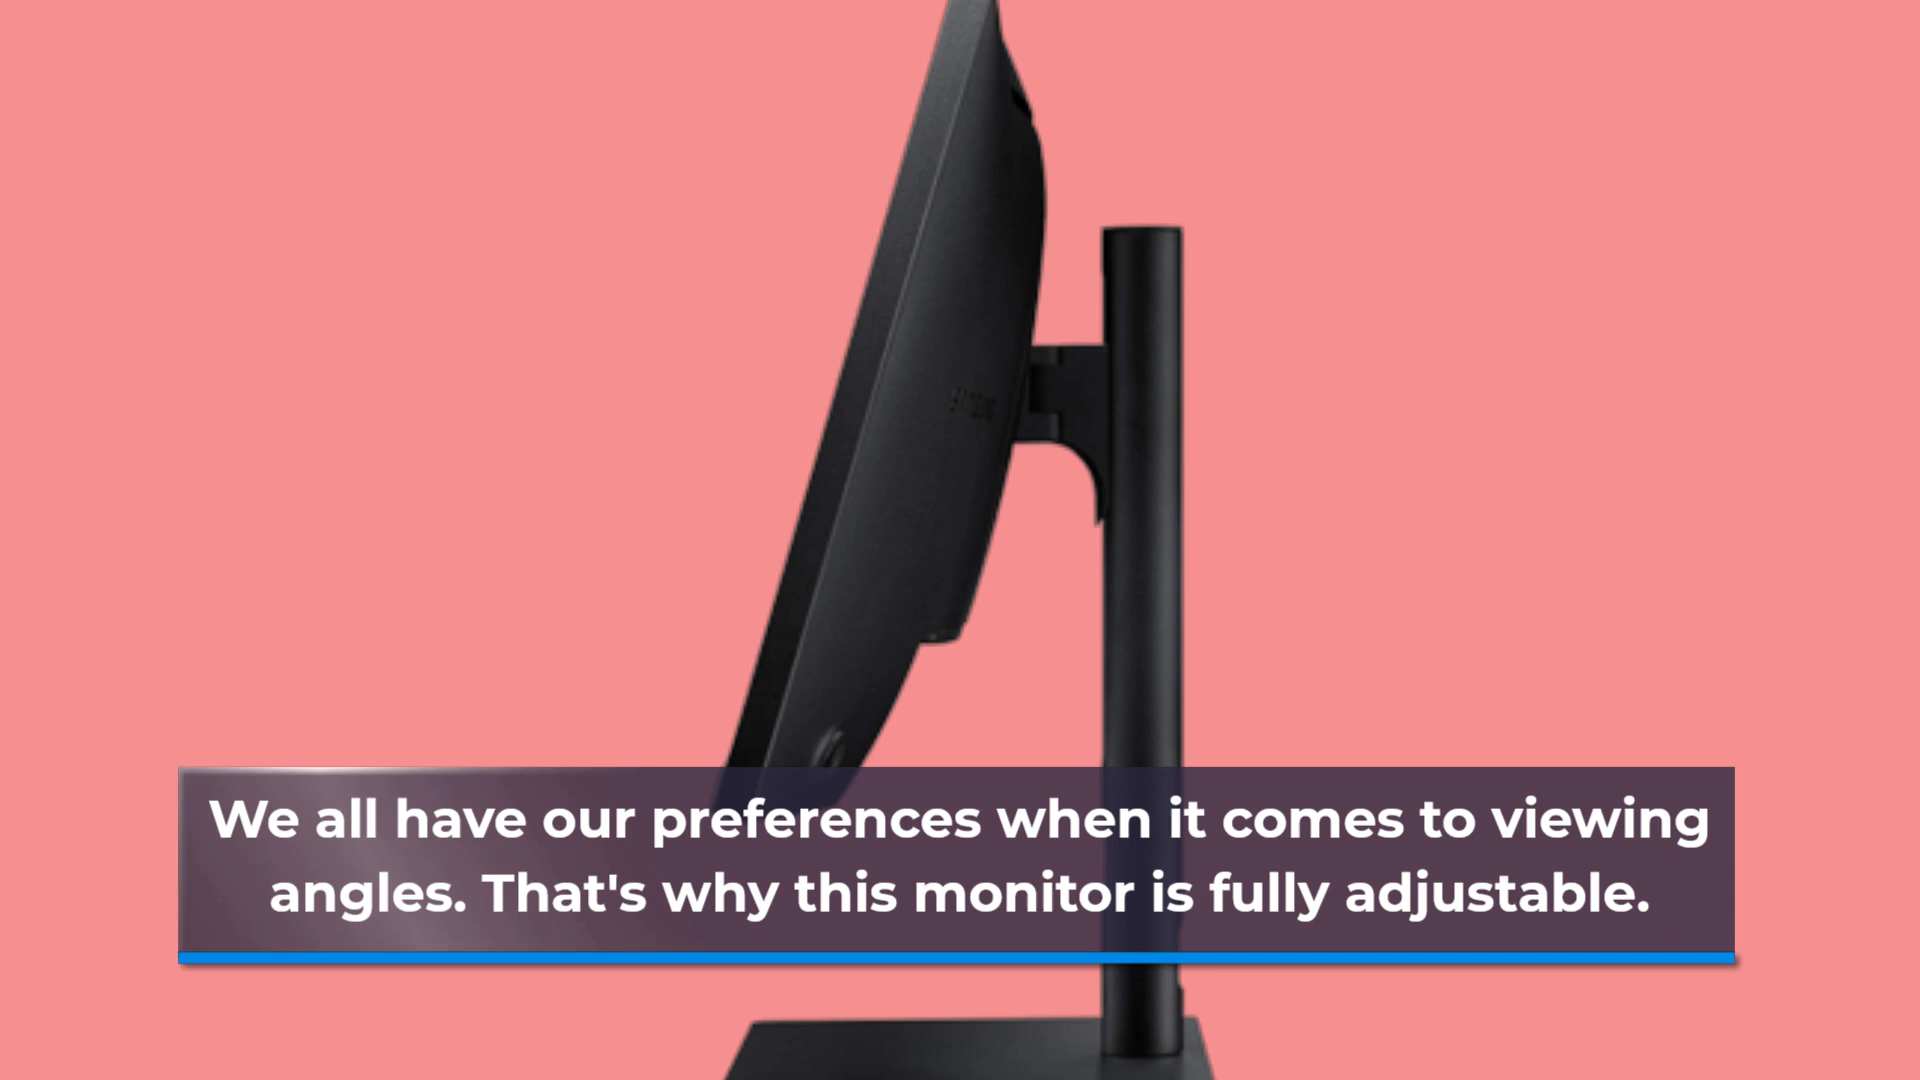 We all have our preferences when it comes to viewing
angles. That's why this monitor is fully adjustable.